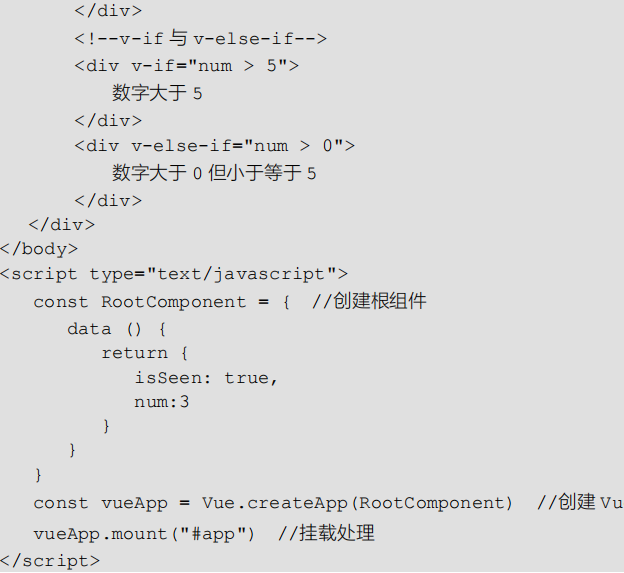 </div>
<!--v-if 与 v-else-if-->
<div v-if="num > 5">
数字大于 5
</div>
<div v-else-if="num > 0">
数字大于 0 但小于等于 5
</div>
</div>
</body>
<script type="text/javascript">
const RootComponent = { //创建根组件
data () {
return {
isSeen: true,
num:3
}
}
}
const vueApp = Vue.createApp(RootComponent) //创建 Vu
vueApp.mount("#app") //挂载处理
</script>